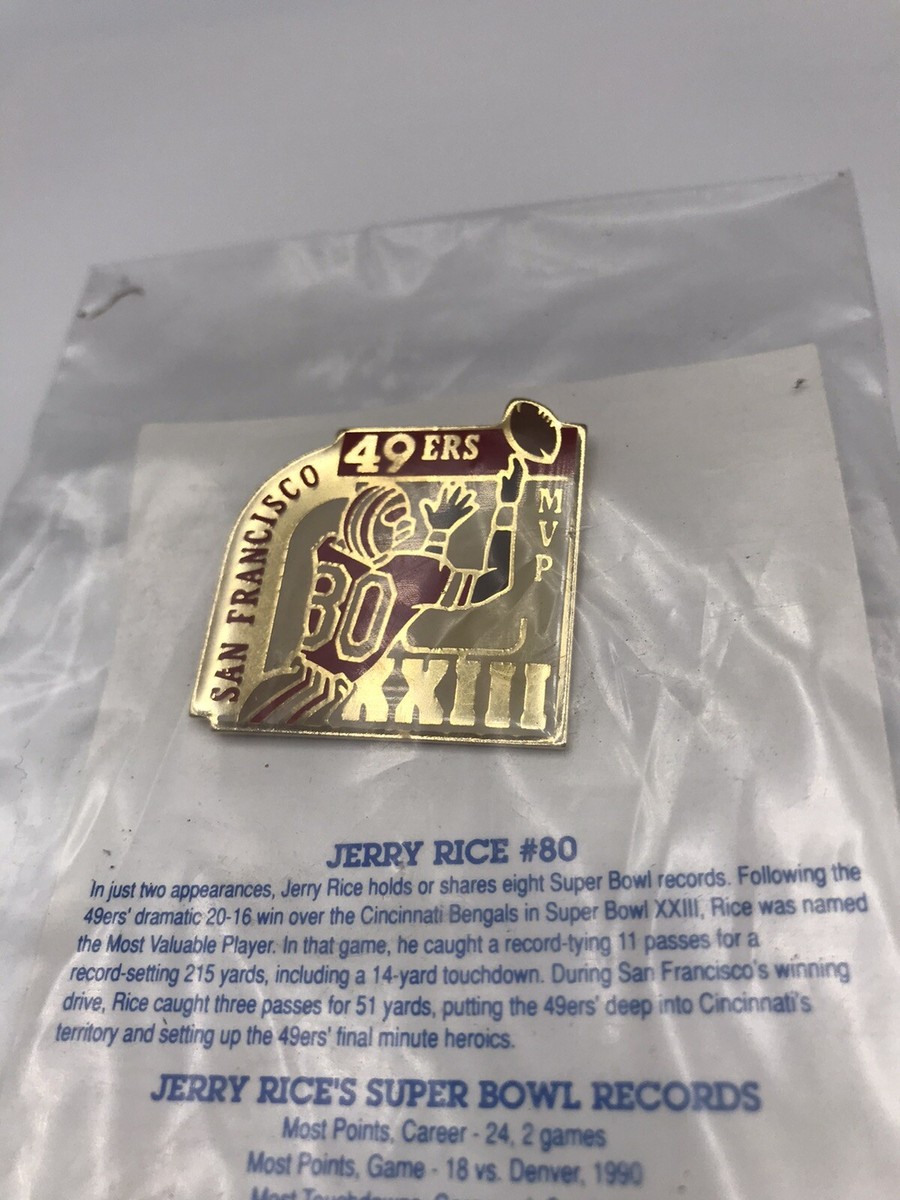 49ERS
SAN FRANCISCO
MVP
80
XXIII
JERRY RICE #80
In just two appearances, Jerry Rice holds or shares eight Super Bowl records. Following the
49ers' dramatic 20-16 win over the Cincinnati Bengals in Super Bowl XXIII, Rice was named
the Most Valuable Player. In that game, he caught a record-tying 11 passes for a
record-setting 215 yards, including a 14-yard touchdown. During San Francisco's winning
drive, Rice caught three passes for 51 yards, putting the 49ers' deep into Cincinnati's
territory and setting up the 49ers' final minute heroics.
JERRY RICE'S SUPER BOWL RECORDS
Most Points, Career - 24, 2 games
Most Points, Game - 18 vs. Denver, 1990
Most Touchdowns,